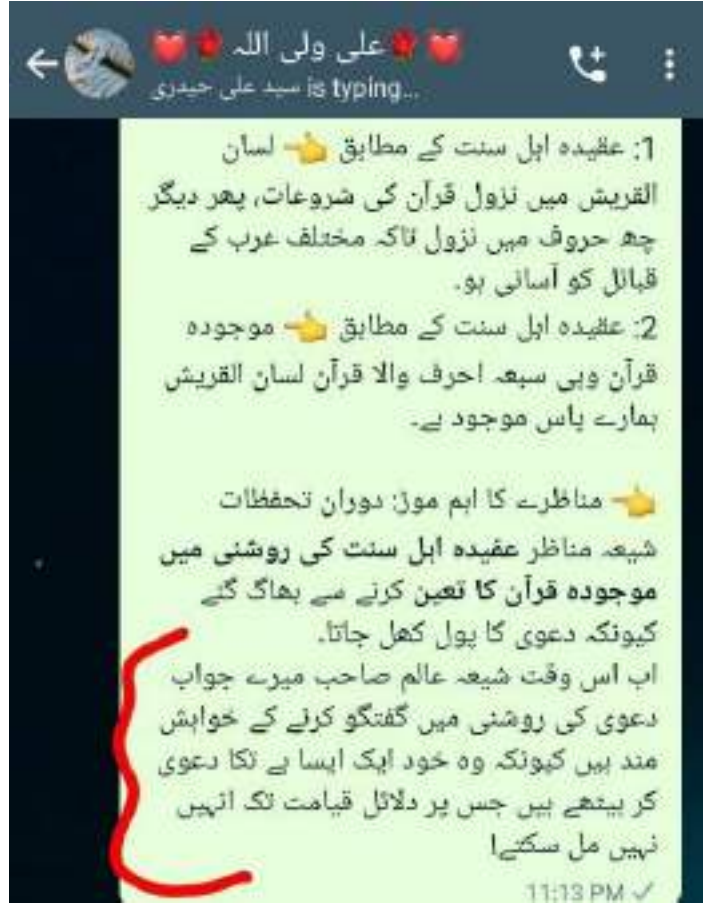 علی ولی اللہ
سید علی حیدری is typing...
1: عقیدہ اہل سنت کے مطابق 👈 لسان
القریش میں نزول قرآن کی شروعات، پھر دیگر
چھ حروف میں نزول تاکہ مختلف عرب کے
قبائل کو آسانی ہو۔
2: عقیدہ اہل سنت کے مطابق 👈 موجودہ
قرآن وہی سبعہ احرف والا قرآن لسان القریش
ہمارے پاس موجود ہے۔
👈 مناظرے کا اہم موڑ: دوران تحفظات
شیعہ مناظر عقیدہ اہل سنت کی روشنی میں
موجودہ قرآن کا تعین کرنے سے بھاگ گئے
کیونکہ دعوی کا پول کھل جاتا۔
اب اس وقت شیعہ عالم صاحب میرے جواب
دعوی کی روشنی میں گفتگو کرنے کے خواہش
مند ہیں کیونکہ وہ خود ایک ایسا بے تکا دعوی
کر بیٹھے ہیں جس پر دلائل قیامت تک انہیں
نہیں مل سکتے!
11:13 PM ✓